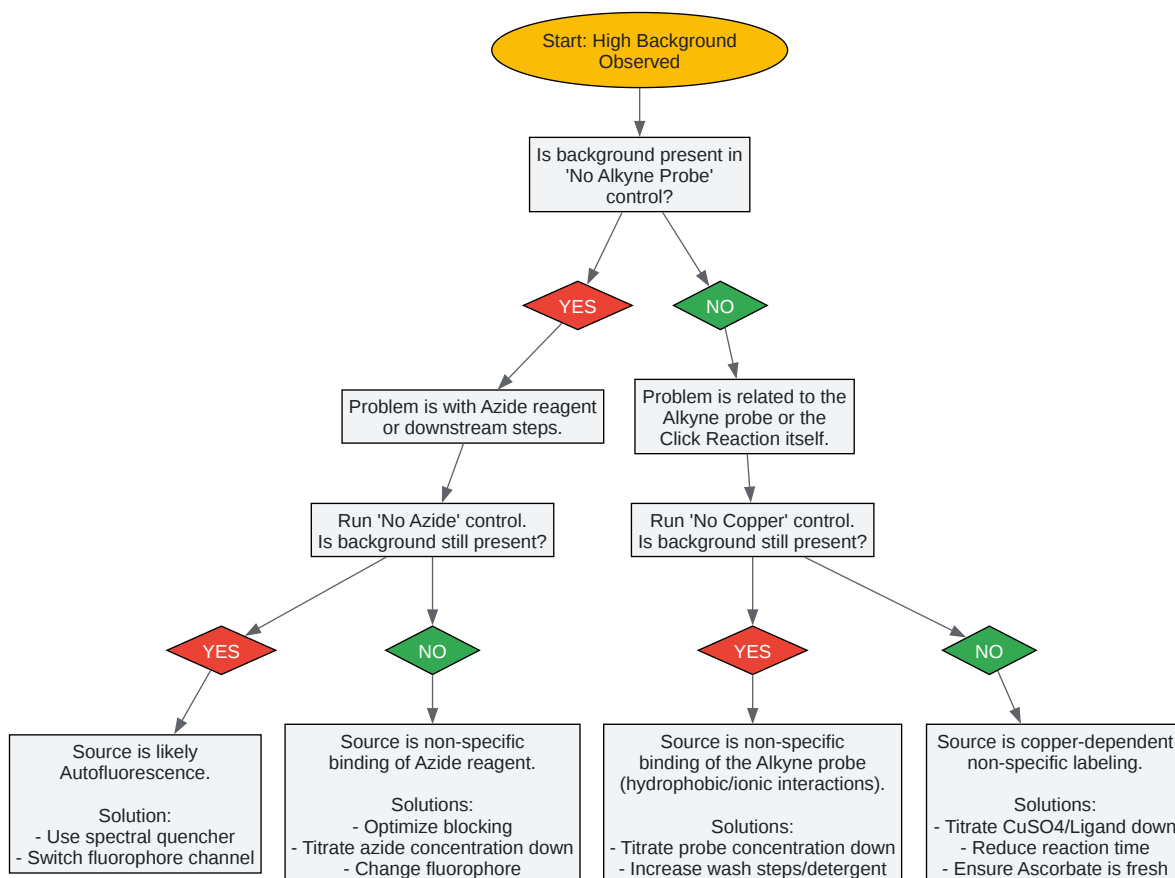 Start: High Background
Observed
Is background present in
'No Alkyne Probe'
control?
YES
NO
Problem is with Azide reagent
or downstream steps.
Problem is related to the
Alkyne probe or the
Click Reaction itself.
Run 'No Azide' control.
Is background still present?
Run 'No Copper' control.
Is background still present?
YES
NO
YES
NO
Source is likely
Autofluorescence.
Solution:
- Use spectral quencher
- Switch fluorophore channel
Source is non-specific
binding of Azide reagent.
Solutions:
- Optimize blocking
- Titrate azide concentration down
- Change fluorophore
Source is non-specific
binding of the Alkyne probe
(hydrophobic/ionic interactions).
Solutions:
- Titrate probe concentration down
- Increase wash steps/detergent
Source is copper-dependent
non-specific labeling.
Solutions:
- Titrate CuSO4/Ligand down
- Reduce reaction time
- Ensure Ascorbate is fresh